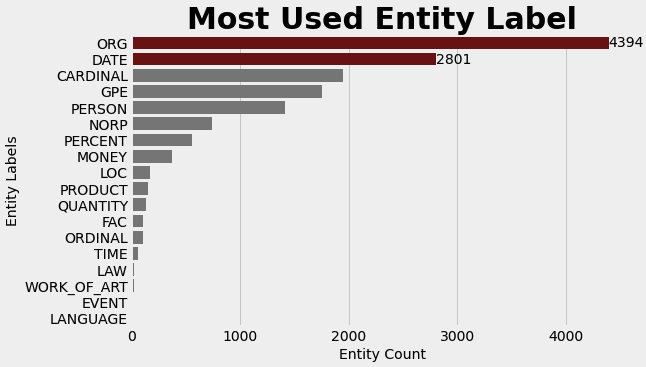 Most Used Entity Label
ORG 4394
DATE 2801
CARDINAL
GPE
PERSON
NORP
PERCENT
MONEY
LOC
PRODUCT
QUANTITY
FAC
ORDINAL
TIME
LAW
WORK_OF_ART
EVENT
LANGUAGE
Entity Labels
0 1000 2000 3000 4000
Entity Count